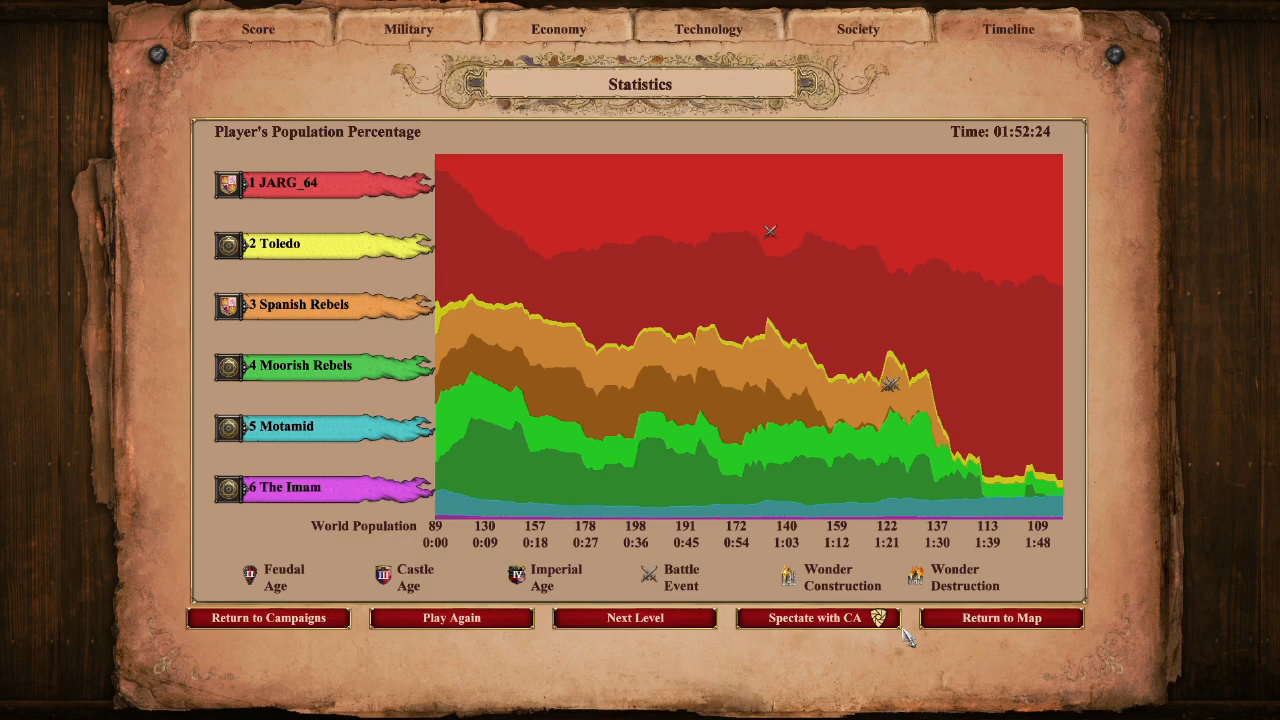 Score Military Economy Technology Society Timeline
Statistics
Player's Population Percentage Time: 01:52:24
1 JARG_64
2 Toledo
3 Spanish Rebels
4 Moorish Rebels
5 Motamid
6 The Imam
World Population 89 130 157 178 198 191 172 140 159 122 137 113 109
0:00 0:09 0:18 0:27 0:36 0:45 0:54 1:03 1:12 1:21 1:30 1:39 1:48
II Feudal Age
III Castle Age
IV Imperial Age
Battle Event
Wonder Construction
Wonder Destruction
Return to Campaigns Play Again Next Level Spectate with CA Return to Map